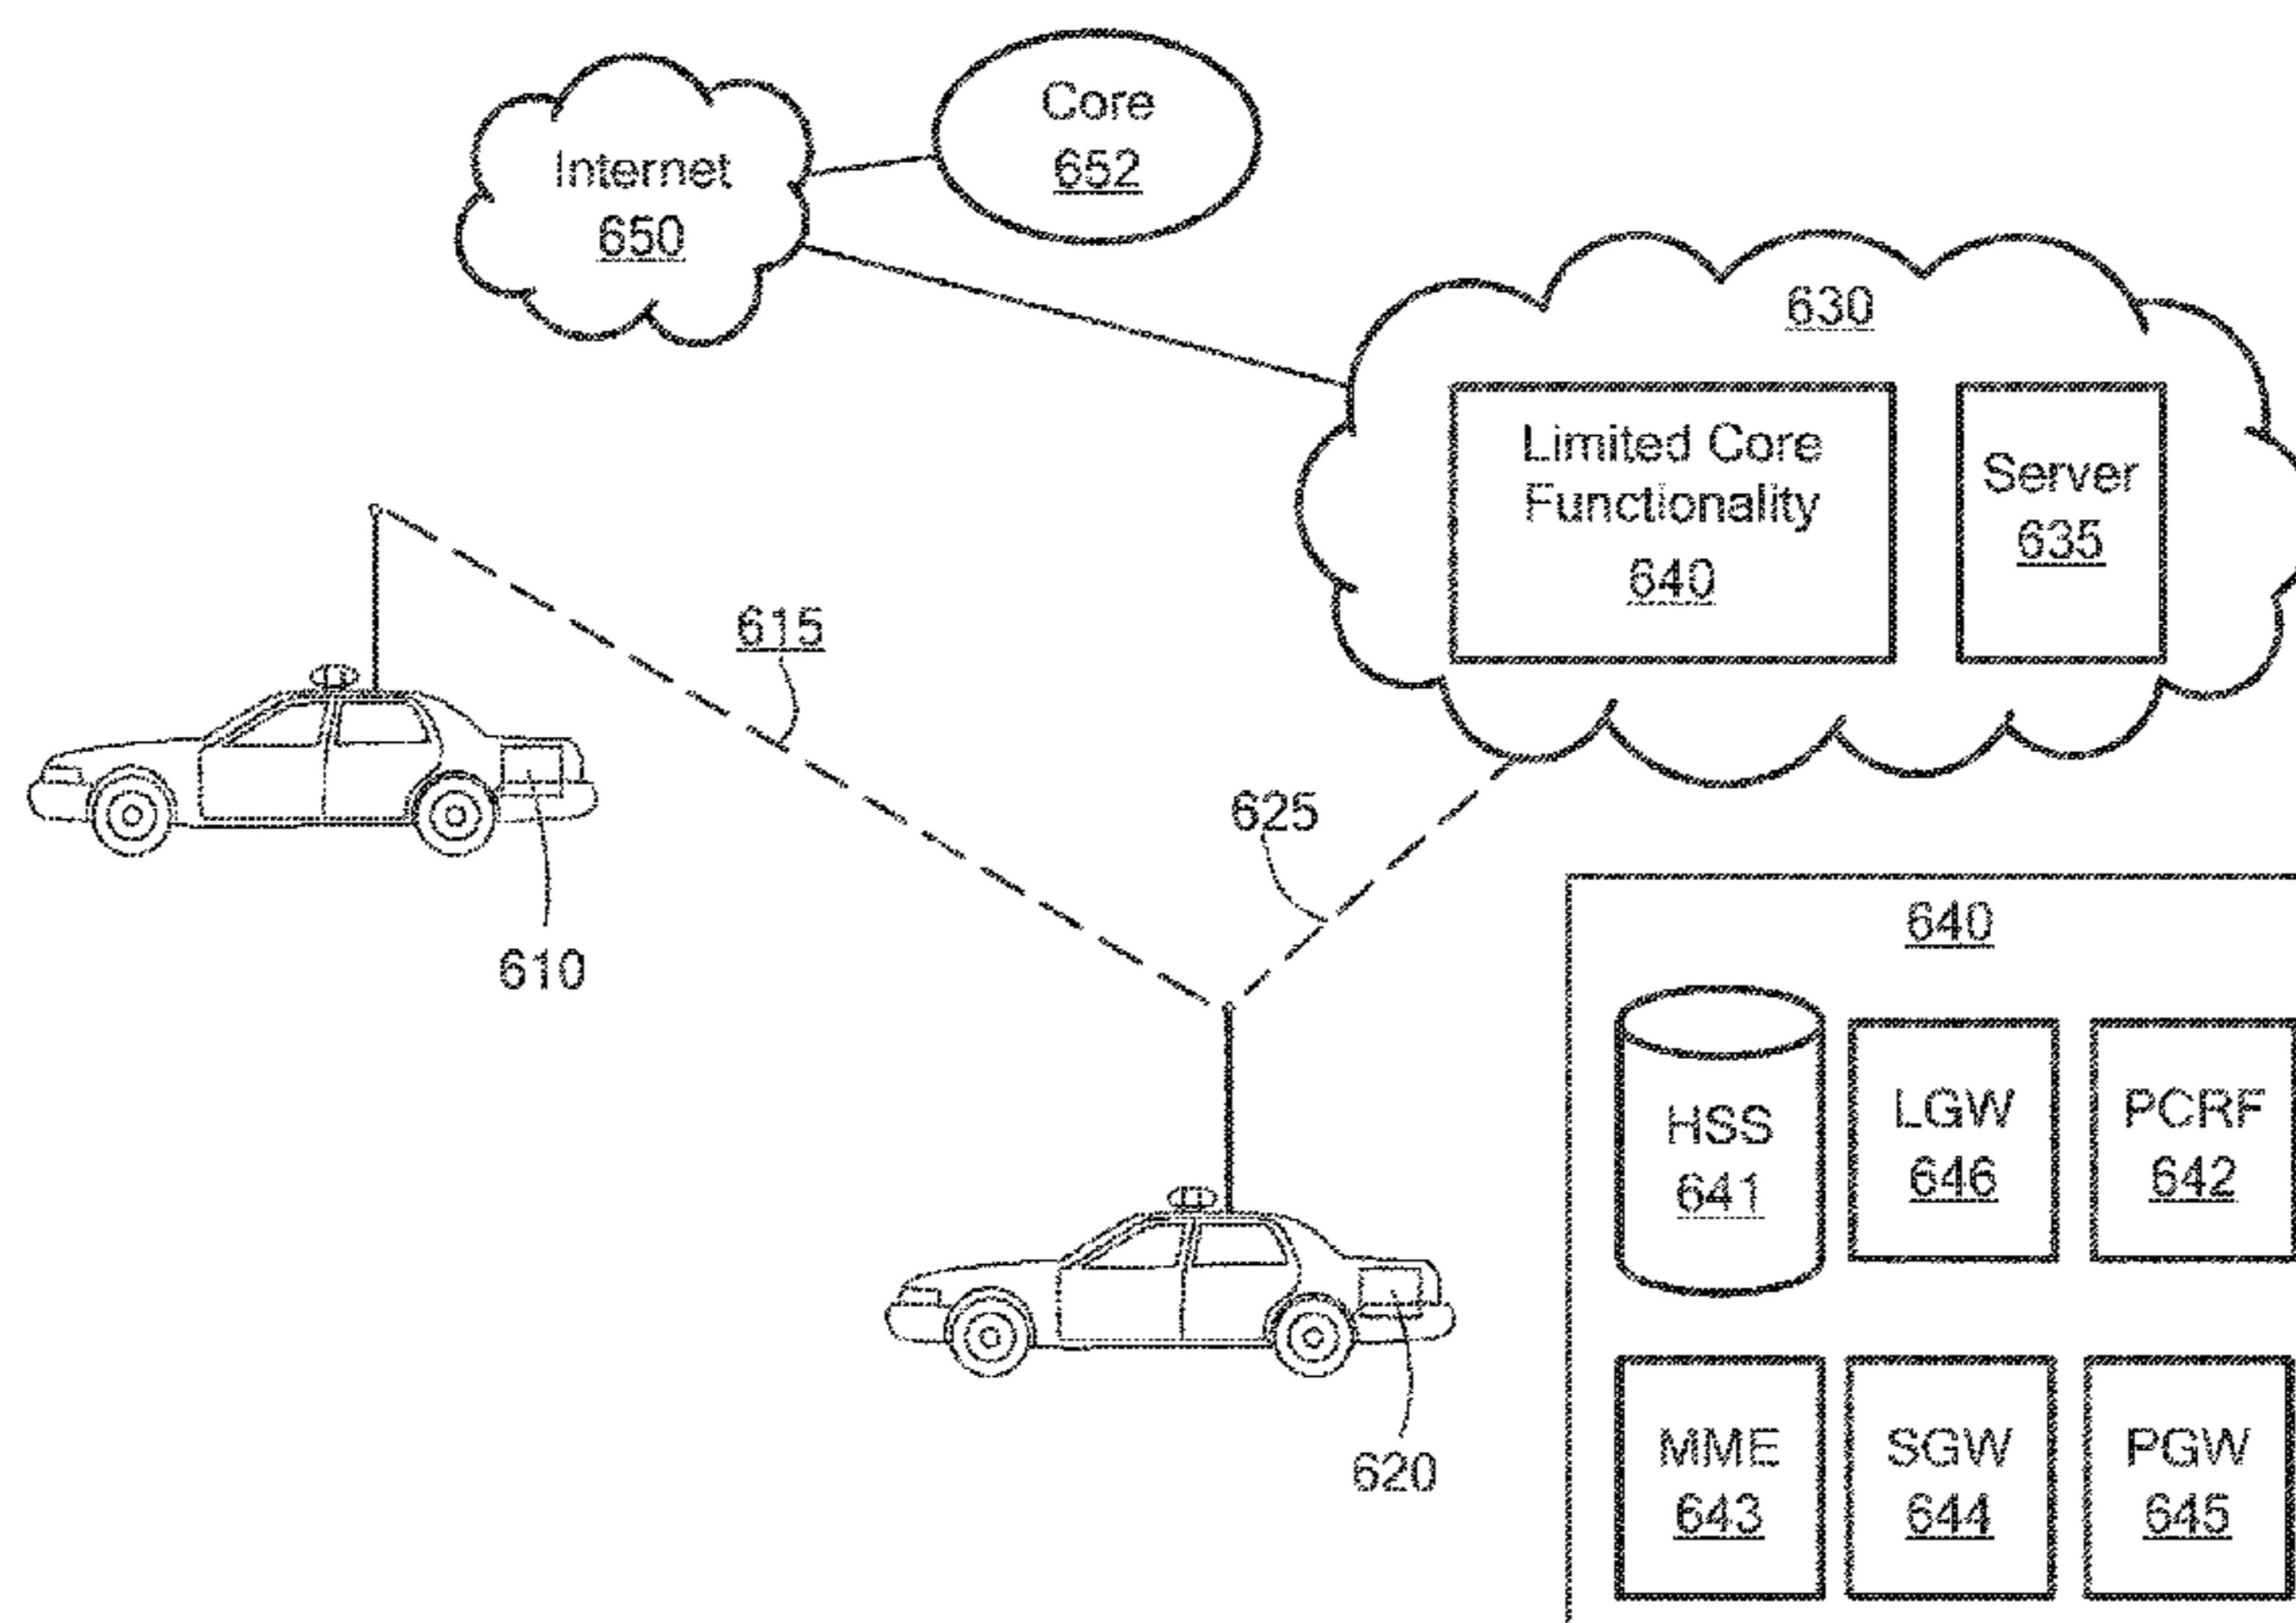 Core
652
Internet
650
630
Limited Core
Functionality
640
Server
635
615
625
610
640
HSS
641
LGW
646
PCRF
642
620
MME
643
SGW
644
PGW
645